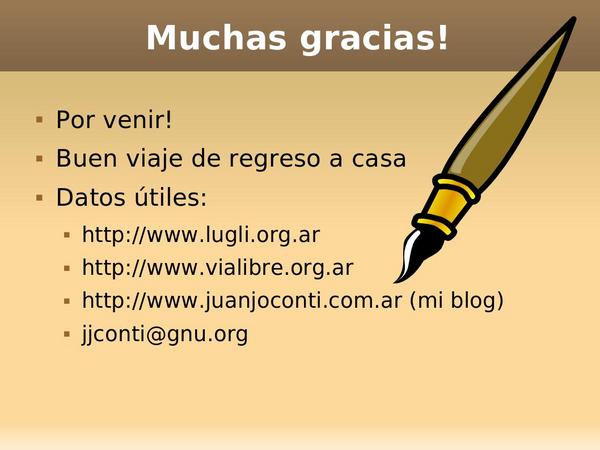 Muchas gracias!
Por venir!
Buen viaje de regreso a casa
Datos útiles:
http://www.lugli.org.ar
http://www.vialibre.org.ar
http://www.juanjoconti.com.ar (mi blog)
jjconti@gnu.org